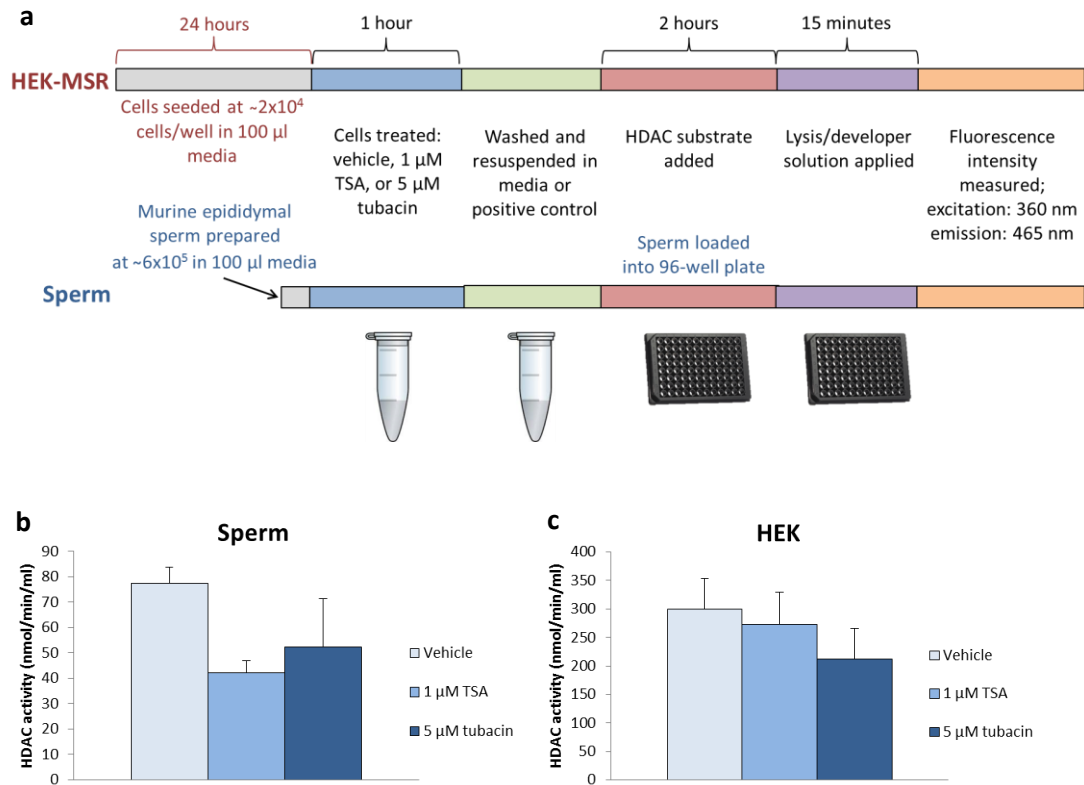 a
24 hours
1 hour
2 hours
15 minutes
HEK-MSR
Cells seeded at ~2x10⁴
cells/well in 100 µl
media
Cells treated:
vehicle, 1 µM
TSA, or 5 µM
tubacin
Washed and
resuspended in
media or
positive control
HDAC substrate
added
Lysis/developer
solution applied
Fluorescence
intensity
measured;
excitation: 360 nm
emission: 465 nm
Murine epididymal
sperm prepared
at ~6x10⁵ in 100 µl media
Sperm loaded
into 96-well plate
Sperm
b
Sperm
HDAC activity (nmol/min/ml)
90
80
70
60
50
40
30
20
10
0
Vehicle
1 µM TSA
5 µM tubacin
c
HEK
HDAC activity (nmol/min/ml)
400
350
300
250
200
150
100
50
0
Vehicle
1 µM TSA
5 µM tubacin